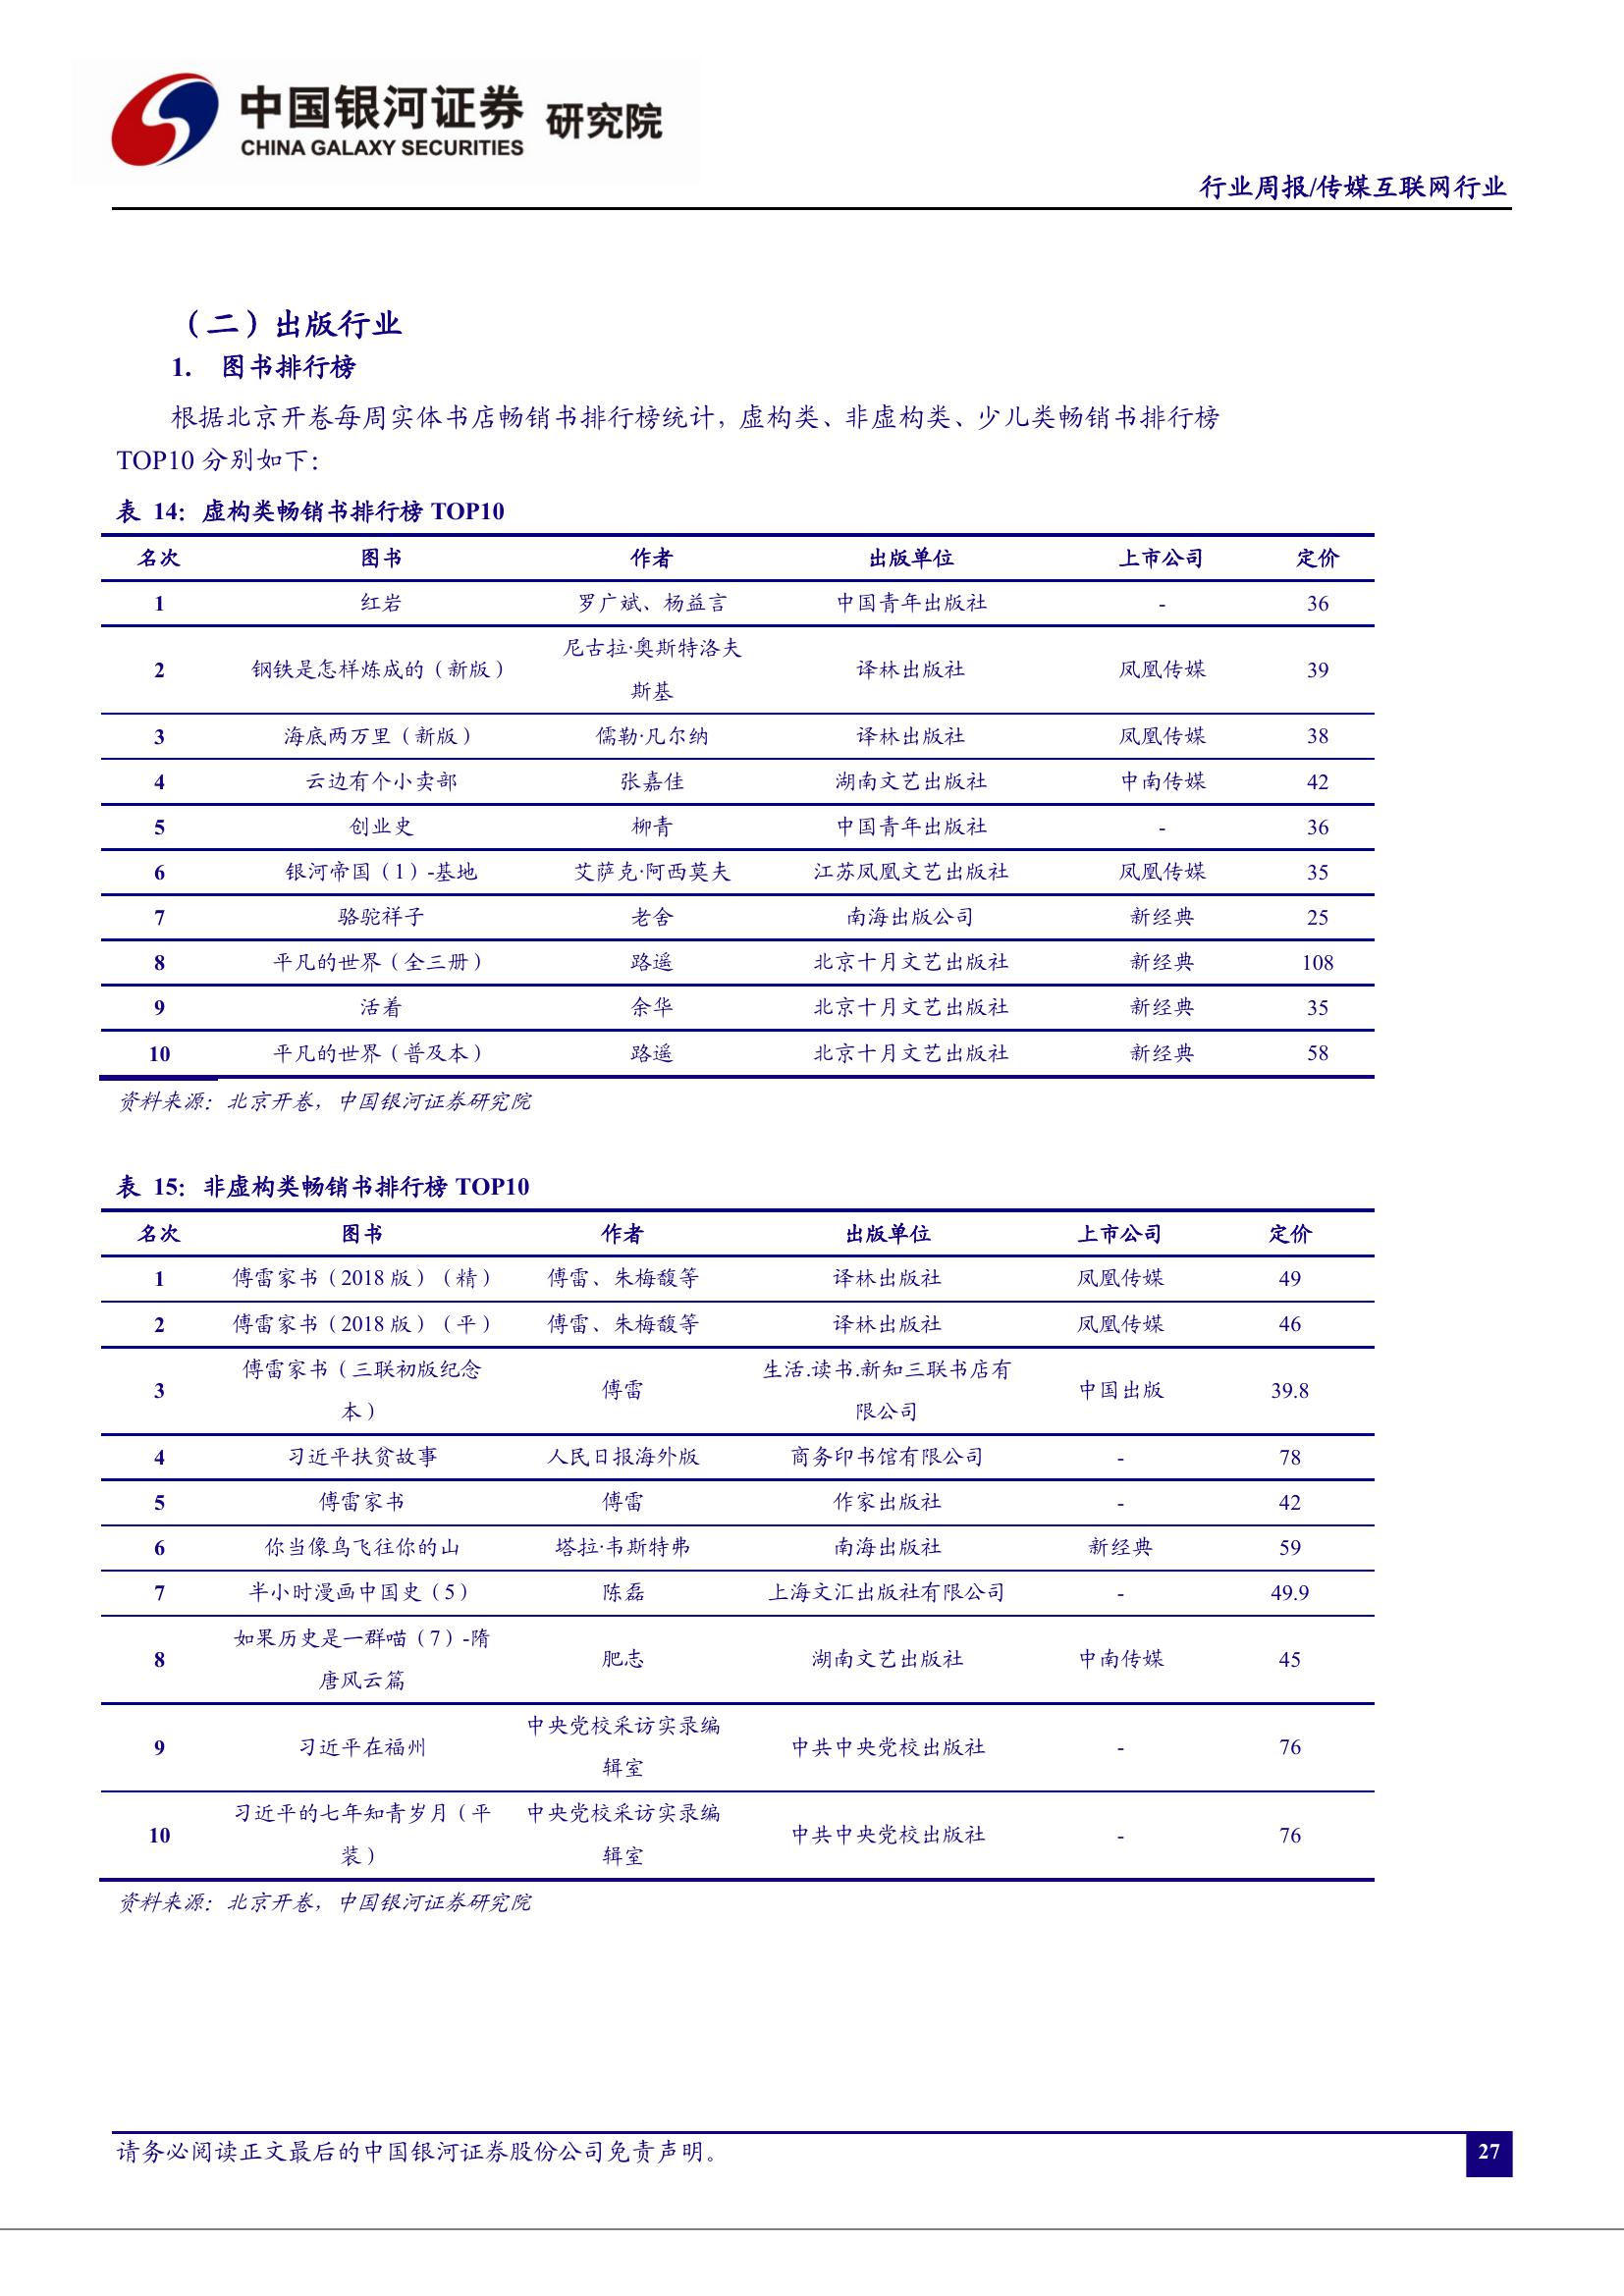 中国银河证券 研究院
CHINA GALAXY SECURITIES
行业周报/传媒互联网行业
（二）出版行业
1. 图书排行榜
根据北京开卷每周实体书店畅销书排行榜统计，虚构类、非虚构类、少儿类畅销书排行榜
TOP10 分别如下：
表 14：虚构类畅销书排行榜 TOP10
名次 图书 作者 出版单位 上市公司 定价
1 红岩 罗广斌、杨益言 中国青年出版社 - 36
2 钢铁是怎样炼成的（新版） 尼古拉·奥斯特洛夫斯基 译林出版社 凤凰传媒 39
3 海底两万里（新版） 儒勒·凡尔纳 译林出版社 凤凰传媒 38
4 云边有个小卖部 张嘉佳 湖南文艺出版社 中南传媒 42
5 创业史 柳青 中国青年出版社 - 36
6 银河帝国（1）-基地 艾萨克·阿西莫夫 江苏凤凰文艺出版社 凤凰传媒 35
7 骆驼祥子 老舍 南海出版公司 新经典 25
8 平凡的世界（全三册） 路遥 北京十月文艺出版社 新经典 108
9 活着 余华 北京十月文艺出版社 新经典 35
10 平凡的世界（普及本） 路遥 北京十月文艺出版社 新经典 58
资料来源：北京开卷，中国银河证券研究院
表 15：非虚构类畅销书排行榜 TOP10
名次 图书 作者 出版单位 上市公司 定价
1 傅雷家书（2018 版）（精） 傅雷、朱梅馥等 译林出版社 凤凰传媒 49
2 傅雷家书（2018 版）（平） 傅雷、朱梅馥等 译林出版社 凤凰传媒 46
3 傅雷家书（三联初版纪念本） 傅雷 生活.读书.新知三联书店有限公司 中国出版 39.8
4 习近平扶贫故事 人民日报海外版 商务印书馆有限公司 - 78
5 傅雷家书 傅雷 作家出版社 - 42
6 你当像鸟飞往你的山 塔拉·韦斯特弗 南海出版社 新经典 59
7 半小时漫画中国史（5） 陈磊 上海文汇出版社有限公司 - 49.9
8 如果历史是一群喵（7）-隋唐风云篇 肥志 湖南文艺出版社 中南传媒 45
9 习近平在福州 中央党校采访实录编辑室 中共中央党校出版社 - 76
10 习近平的七年知青岁月（平装） 中央党校采访实录编辑室 中共中央党校出版社 - 76
资料来源：北京开卷，中国银河证券研究院
请务必阅读正文最后的中国银河证券股份公司免责声明。
27